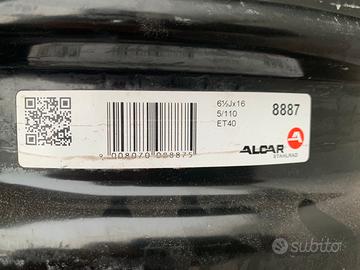 6½Jx16
5/110
ET40
8887
9 008070 088875
ALCAR
STAHLRAD
subito